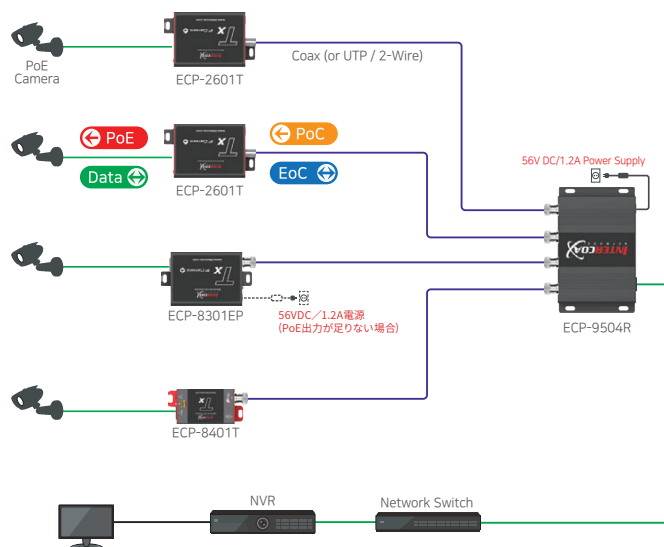 PoE
Camera
ECP-2601T
Coax (or UTP / 2-Wire)
PoE
PoC
Data
EoC
ECP-2601T
56V DC/1.2A Power Supply
INTERCOAX
ECP-9504R
ECP-8301EP
56VDC／1.2A電源
(PoE出力が足りない場合)
ECP-8401T
NVR
Network Switch